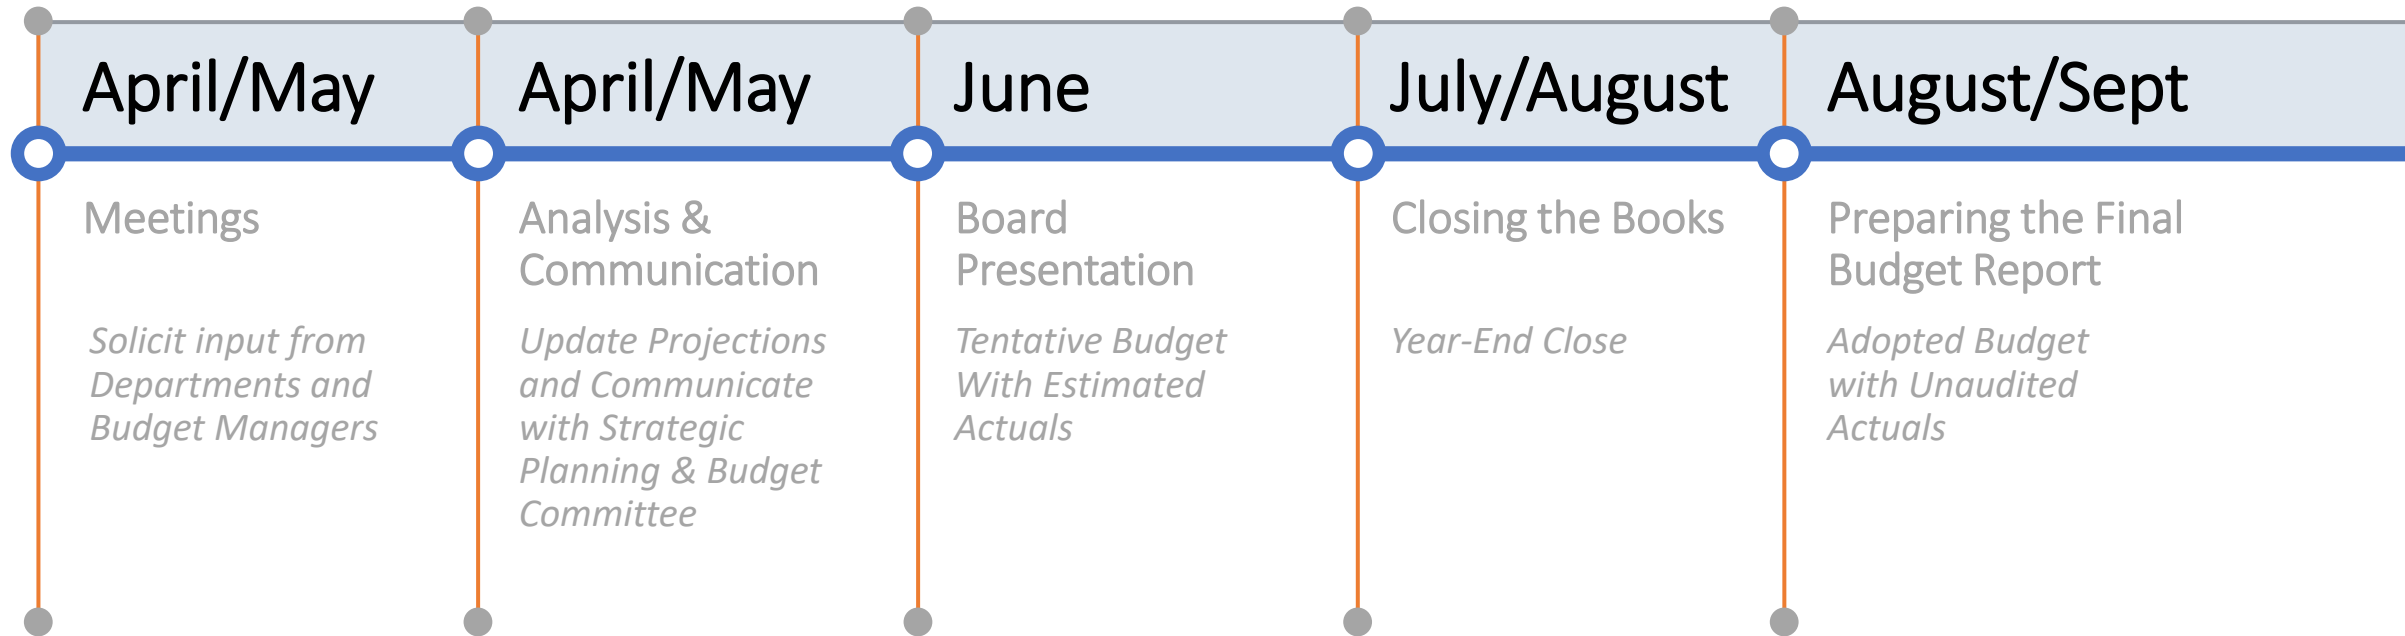 April/May
Meetings
Solicit input from
Departments and
Budget Managers
April/May
Analysis &
Communication
Update Projections
and Communicate
with Strategic
Planning & Budget
Committee
June
Board
Presentation
Tentative Budget
With Estimated
Actuals
July/August
Closing the Books
Year-End Close
August/Sept
Preparing the Final
Budget Report
Adopted Budget
with Unaudited
Actuals